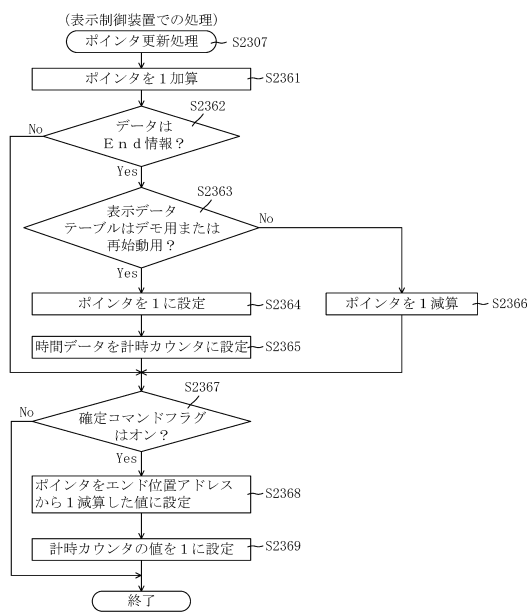 (表示制御装置での処理)
ポインタ更新処理
S2307
ポインタを1加算
S2361
S2362
データは
End情報?
No
Yes
S2363
表示データ
テーブルはデモ用または
再始動用?
No
Yes
ポインタを1に設定
S2364
ポインタを1減算
S2366
時間データを計時カウンタに設定
S2365
S2367
確定コマンドフラグ
はオン?
No
Yes
ポインタをエンド位置アドレス
から1減算した値に設定
S2368
計時カウンタの値を1に設定
S2369
終了